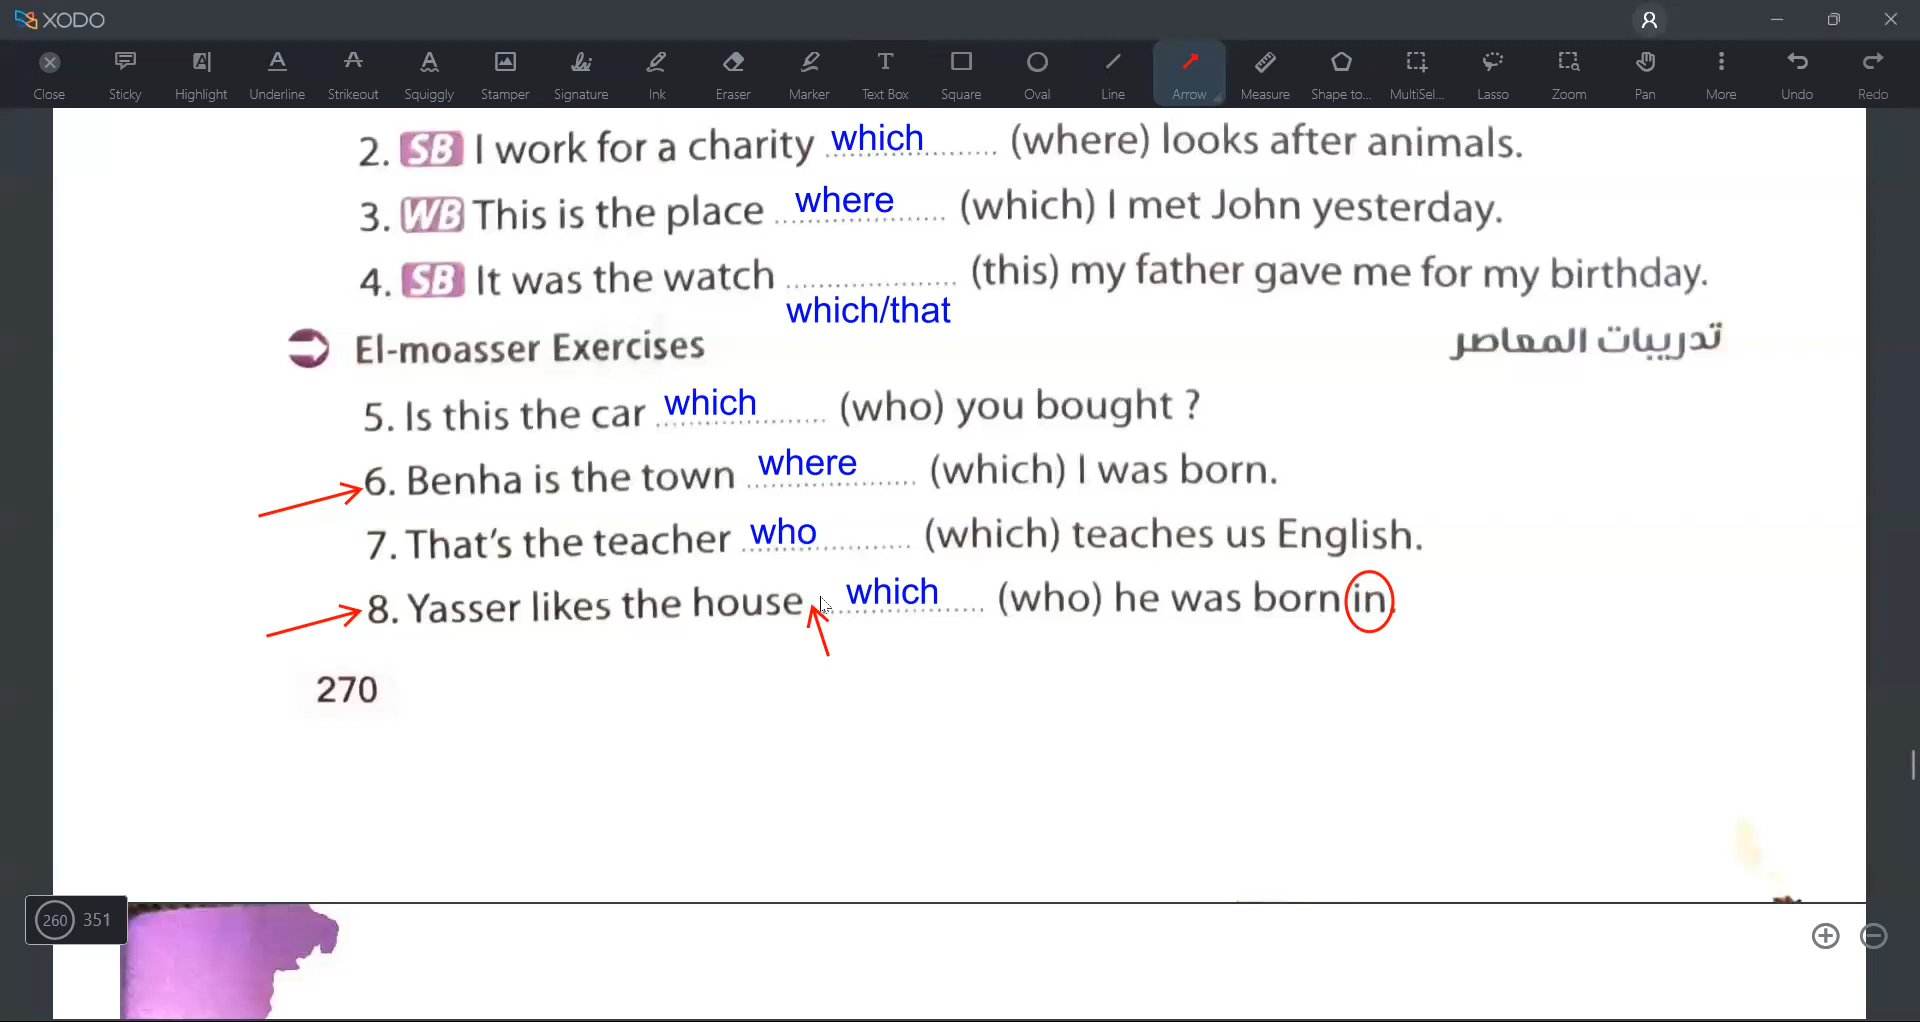 XODO
Close Sticky Highlight Underline Strikeout Squiggly Stamper Signature Ink Eraser Marker Text Box Square Oval Line Arrow Measure Shape to... MultiSel... Lasso Zoom Pan More Undo Redo
2. SB I work for a charity which .......... (where) looks after animals.
3. WB This is the place where .......... (which) I met John yesterday.
4. SB It was the watch .......... (this) my father gave me for my birthday.
which/that
El-moasser Exercises تدريبات المعاصر
5. Is this the car which .......... (who) you bought ?
6. Benha is the town where .......... (which) I was born.
7. That's the teacher who .......... (which) teaches us English.
8. Yasser likes the house which .......... (who) he was born in.
270
260 351